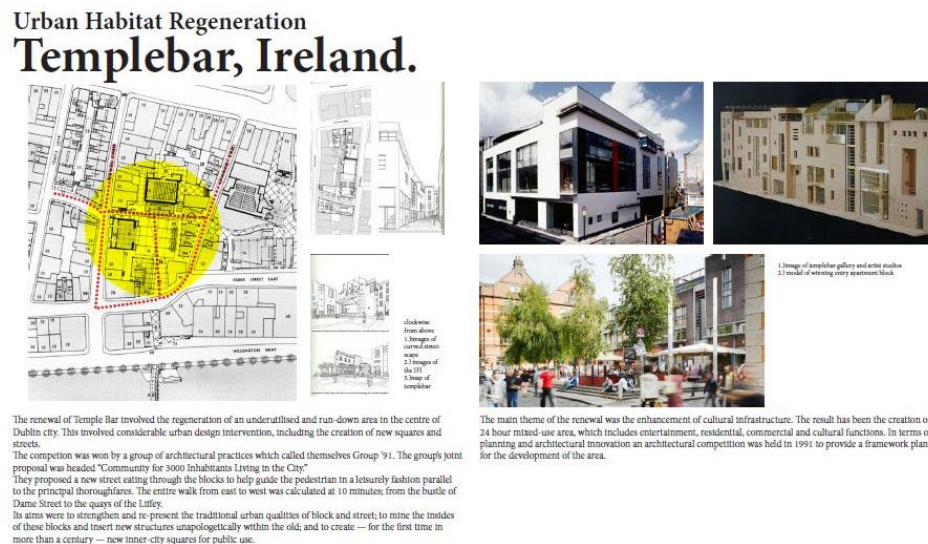 Urban Habitat Regeneration
Templebar, Ireland.
ESSEX STREET EAST
WELLINGTON QUAY
clockwise
from above
1.)images of
curved street-
scape
2.) images of
the IFI
3.)map of
templebar
1.)image of templebar gallery and artist studios
2.) model of winning entry apartment block
The renewal of Temple Bar involved the regeneration of an underutilised and run-down area in the centre of
Dublin city. This involved considerable urban design intervention, including the creation of new squares and
streets.
The competion was won by a group of architectural practices which called themselves Group '91. The group's joint
proposal was headed "Community for 3000 Inhabitants Living in the City."
They proposed a new street eating through the blocks to help guide the pedestrian in a leisurely fashion parallel
to the principal thoroughfares. The entire walk from east to west was calculated at 10 minutes; from the bustle of
Dame Street to the quays of the Liffey.
Its aims were to strengthen and re-present the traditional urban qualities of block and street; to mine the insides
of these blocks and insert new structures unapologetically within the old; and to create — for the first time in
more than a century — new inner-city squares for public use.
The main theme of the renewal was the enhancement of cultural infrastructure. The result has been the creation o
24 hour mixed-use area, which includes entertainment, residential, commercial and cultural functions. In terms o
planning and architectural innovation an architectural competition was held in 1991 to provide a framework plan
for the development of the area.